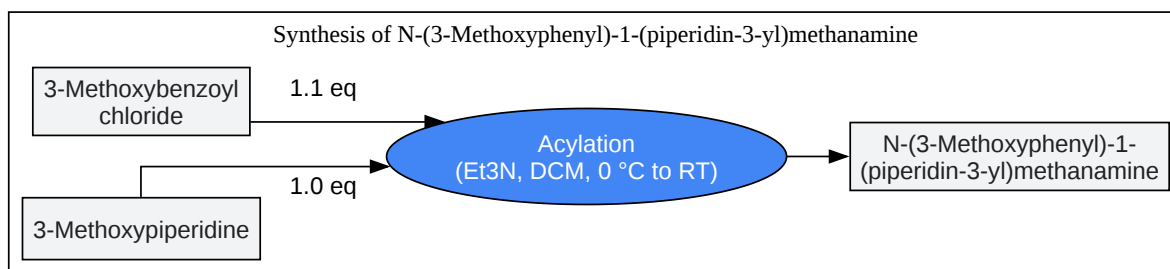 Synthesis of N-(3-Methoxyphenyl)-1-(piperidin-3-yl)methanamine
3-Methoxybenzoyl
chloride
1.1 eq
Acylation
(Et3N, DCM, 0 °C to RT)
N-(3-Methoxyphenyl)-1-
(piperidin-3-yl)methanamine
1.0 eq
3-Methoxypiperidine